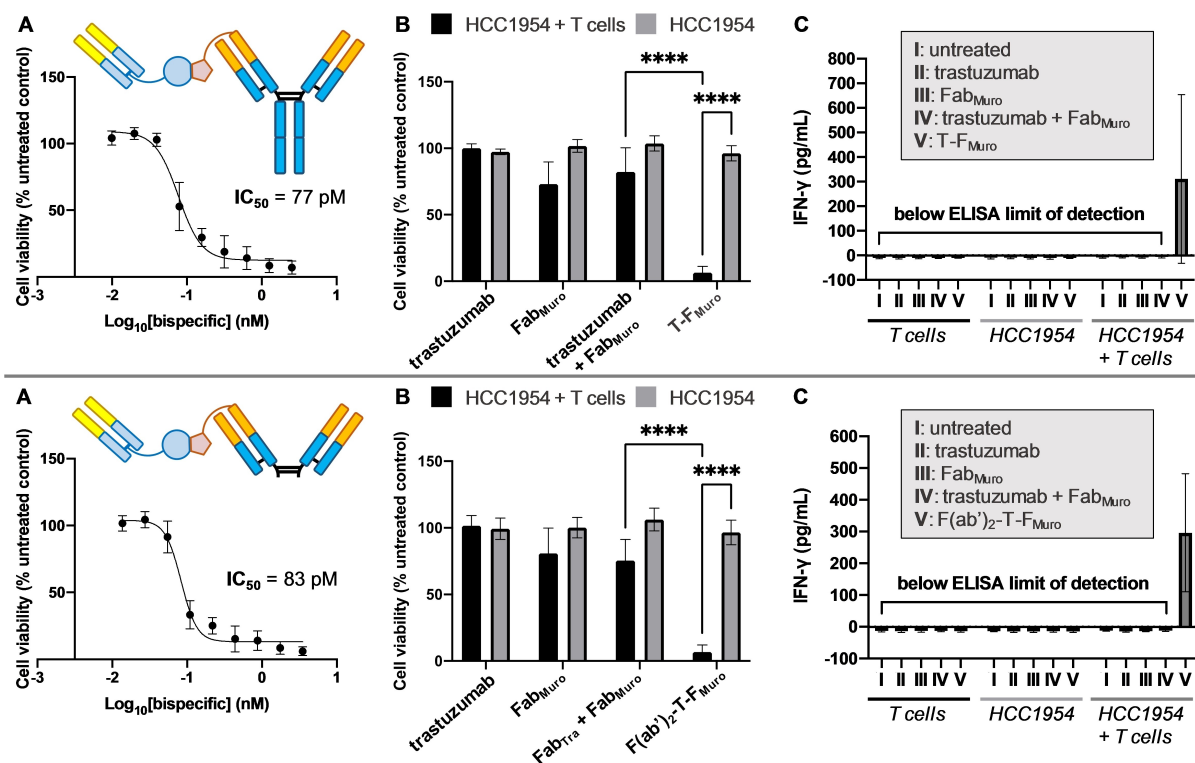 A
Cell viability (% untreated control)
150
100
50
IC50 = 77 pM
-3
-2
-1
0
1
Log10[bispecific] (nM)
B
HCC1954 + T cells
HCC1954
Cell viability (% untreated control)
150
100
50
0
****
****
trastuzumab
FabMuro
trastuzumab
+ FabMuro
T-FMuro
C
I: untreated
II: trastuzumab
III: FabMuro
IV: trastuzumab + FabMuro
V: T-FMuro
IFN-γ (pg/mL)
800
700
600
500
400
300
200
100
0
-100
below ELISA limit of detection
I II III IV V
I II III IV V
I II III IV V
T cells
HCC1954
HCC1954
+ T cells
A
Cell viability (% untreated control)
150
100
50
IC50 = 83 pM
-3
-2
-1
0
1
Log10[bispecific] (nM)
B
HCC1954 + T cells
HCC1954
Cell viability (% untreated control)
150
100
50
0
****
****
trastuzumab
FabMuro
FabTra + FabMuro
F(ab')2-T-FMuro
C
I: untreated
II: trastuzumab
III: FabMuro
IV: trastuzumab + FabMuro
V: F(ab')2-T-FMuro
IFN-γ (pg/mL)
600
500
400
300
200
100
0
-100
below ELISA limit of detection
I II III IV V
I II III IV V
I II III IV V
T cells
HCC1954
HCC1954
+ T cells